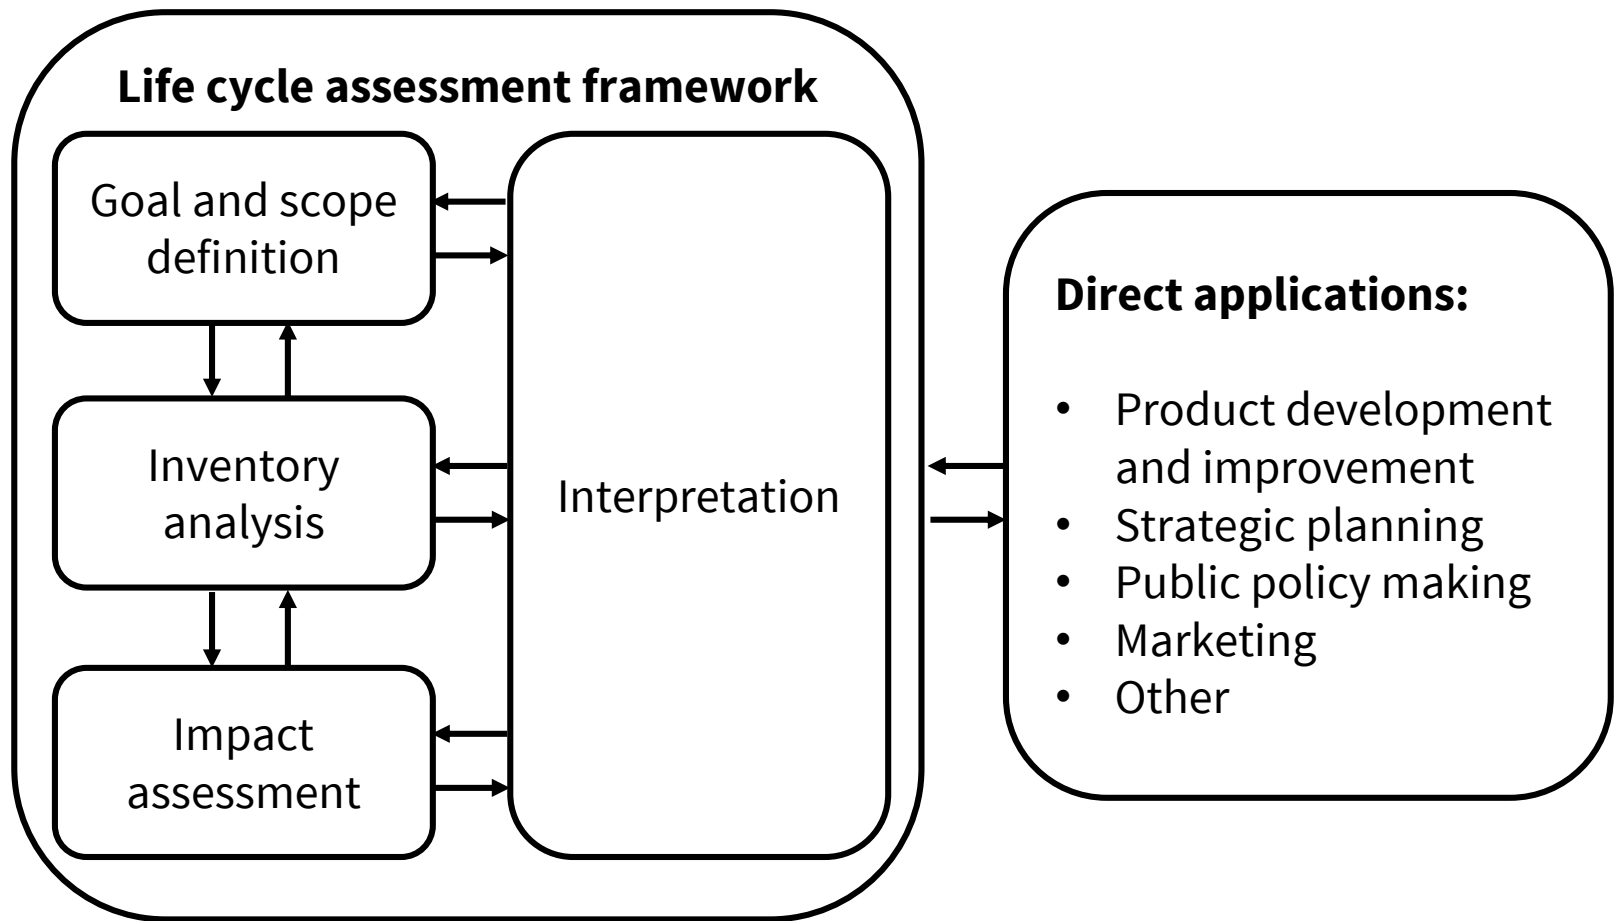 Life cycle assessment framework
Goal and scope
definition
Inventory
analysis
Impact
assessment
Interpretation
Direct applications:
• Product development
and improvement
• Strategic planning
• Public policy making
• Marketing
• Other